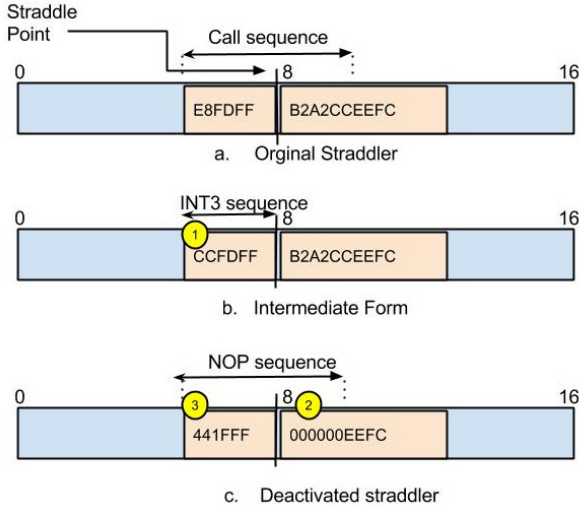 Straddle
Point
Call sequence
0 8 16
E8FDFF B2A2CCEEFC
a. Orginal Straddler
INT3 sequence
0 8 16
1
CCFDFF B2A2CCEEFC
b. Intermediate Form
NOP sequence
0 3 8 2 16
441FFF 000000EEFC
c. Deactivated straddler